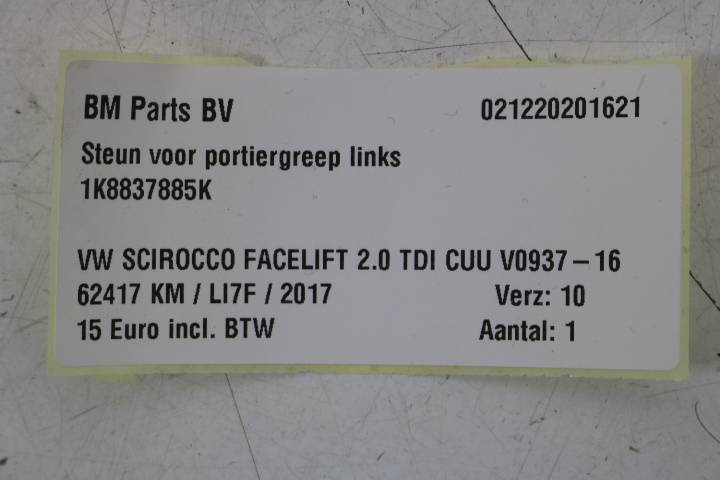 BM Parts BV 021220201621
Steun voor portiergreep links
1K8837885K
VW SCIROCCO FACELIFT 2.0 TDI CUU V0937-16
62417 KM / LI7F / 2017 Verz: 10
15 Euro incl. BTW Aantal: 1